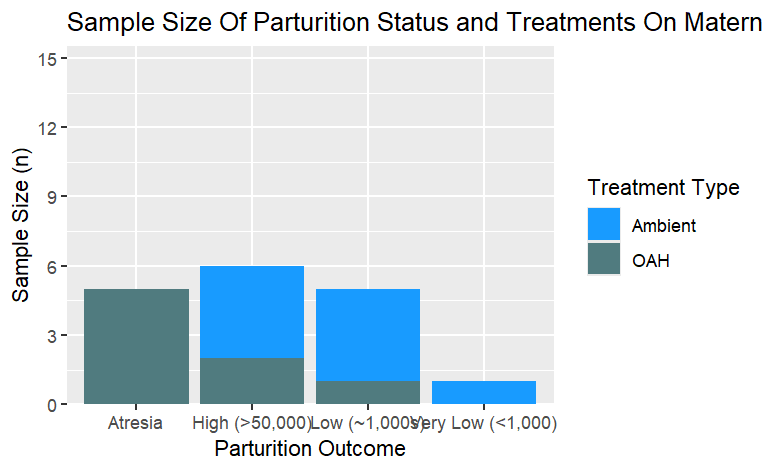 Sample Size Of Parturition Status and Treatments On Matern
15
12
9
6
3
0
Sample Size (n)
Atresia
High (>50,000)
Low (~1,000s)
Very Low (<1,000)
Parturition Outcome
Treatment Type
Ambient
OAH